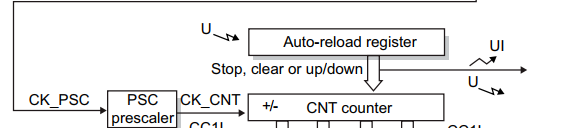 U
Auto-reload register
UI
Stop, clear or up/down
U
CK_PSC
PSC
prescaler
CK_CNT
+/- CNT counter